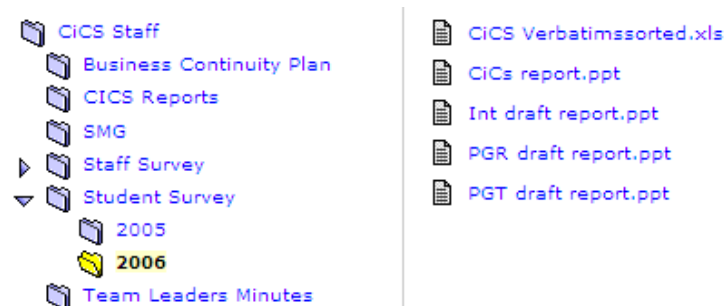 CiCS Staff
Business Continuity Plan
CICS Reports
SMG
Staff Survey
Student Survey
2005
2006
Team Leaders Minutes
CiCS Verbatimssorted.xls
CiCs report.ppt
Int draft report.ppt
PGR draft report.ppt
PGT draft report.ppt